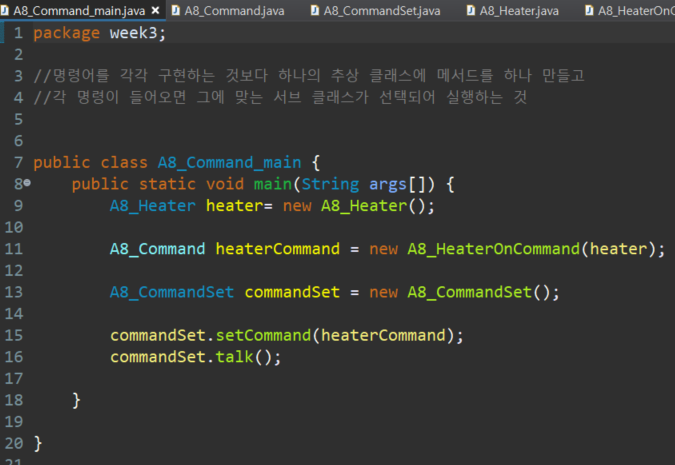 A8_Command_main.java A8_Command.java A8_CommandSet.java A8_Heater.java A8_HeaterOnC
1 package week3;
2
3 //명령어를 각각 구현하는 것보다 하나의 추상 클래스에 메서드를 하나 만들고
4 //각 명령이 들어오면 그에 맞는 서브 클래스가 선택되어 실행하는 것
5
6
7 public class A8_Command_main {
8 public static void main(String args[]) {
9 A8_Heater heater= new A8_Heater();
10
11 A8_Command heaterCommand = new A8_HeaterOnCommand(heater);
12
13 A8_CommandSet commandSet = new A8_CommandSet();
14
15 commandSet.setCommand(heaterCommand);
16 commandSet.talk();
17
18 }
19
20 }
21